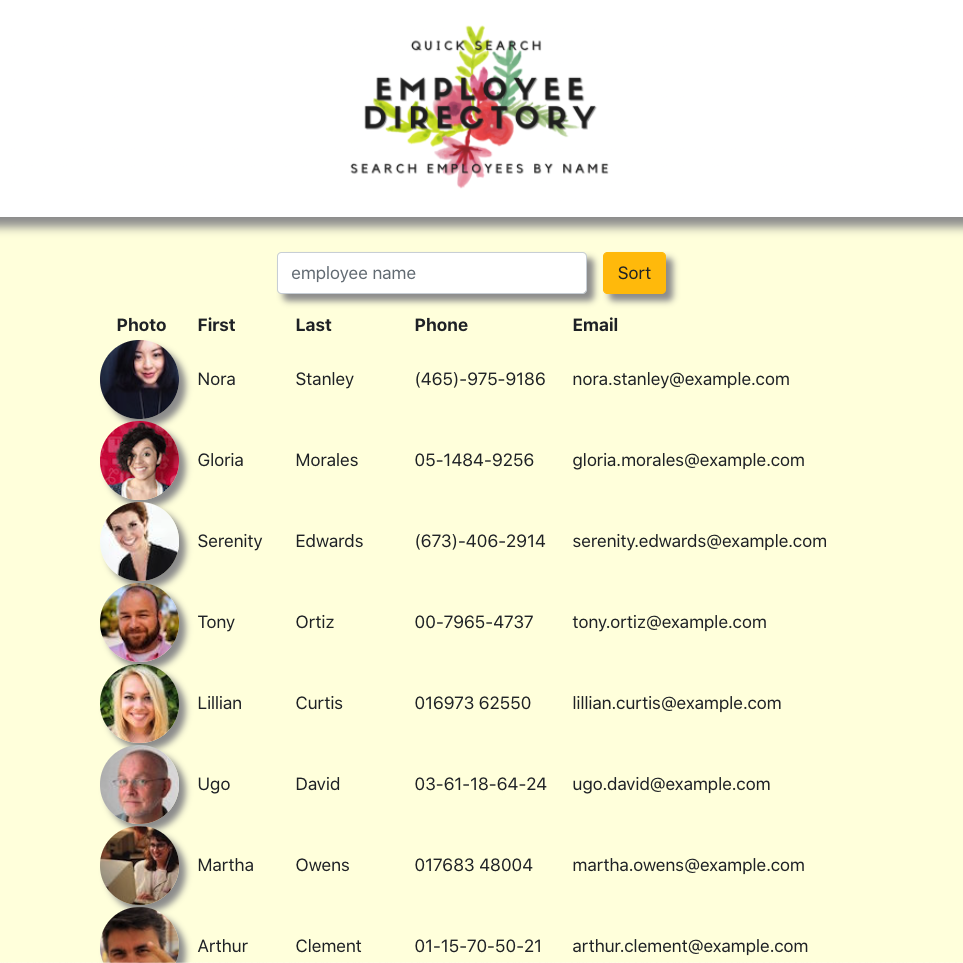 QUICK SEARCH
EMPLOYEE
DIRECTORY
SEARCH EMPLOYEES BY NAME
employee name Sort
Photo First Last Phone Email
Nora Stanley (465)-975-9186 nora.stanley@example.com
Gloria Morales 05-1484-9256 gloria.morales@example.com
Serenity Edwards (673)-406-2914 serenity.edwards@example.com
Tony Ortiz 00-7965-4737 tony.ortiz@example.com
Lillian Curtis 016973 62550 lillian.curtis@example.com
Ugo David 03-61-18-64-24 ugo.david@example.com
Martha Owens 017683 48004 martha.owens@example.com
Arthur Clement 01-15-70-50-21 arthur.clement@example.com